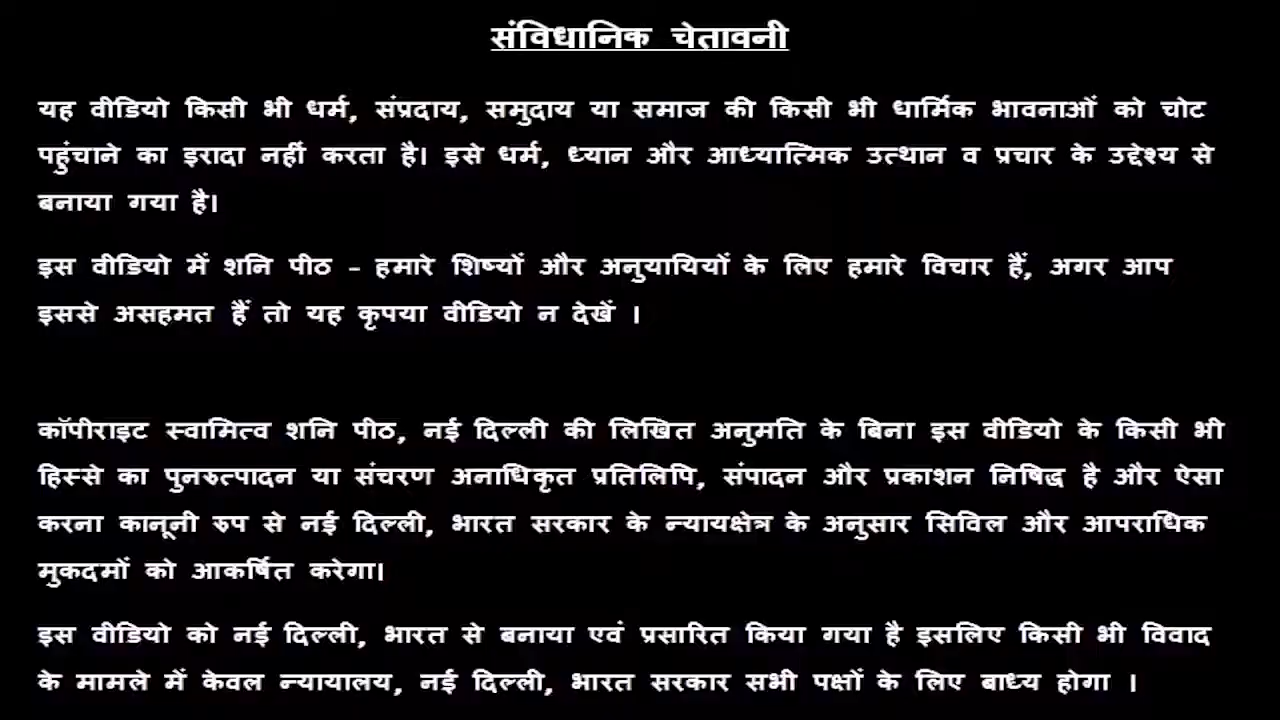 संविधानिक चेतावनी
यह वीडियो किसी भी धर्म, संप्रदाय, समुदाय या समाज की किसी भी धार्मिक भावनाओं को चोट
पहुंचाने का इरादा नहीं करता है। इसे धर्म, ध्यान और आध्यात्मिक उत्थान व प्रचार के उद्देश्य से
बनाया गया है।
इस वीडियो में शनि पीठ – हमारे शिष्यों और अनुयायियों के लिए हमारे विचार हैं, अगर आप
इससे असहमत हैं तो यह कृपया वीडियो न देखें ।
कॉपीराइट स्वामित्व शनि पीठ, नई दिल्ली की लिखित अनुमति के बिना इस वीडियो के किसी भी
हिस्से का पुनरुत्पादन या संचरण अनाधिकृत प्रतिलिपि, संपादन और प्रकाशन निषिद्ध है और ऐसा
करना कानूनी रुप से नई दिल्ली, भारत सरकार के न्यायक्षेत्र के अनुसार सिविल और आपराधिक
मुकदमों को आकर्षित करेगा।
इस वीडियो को नई दिल्ली, भारत से बनाया एवं प्रसारित किया गया है इसलिए किसी भी विवाद
के मामले में केवल न्यायालय, नई दिल्ली, भारत सरकार सभी पक्षों के लिए बाध्य होगा ।